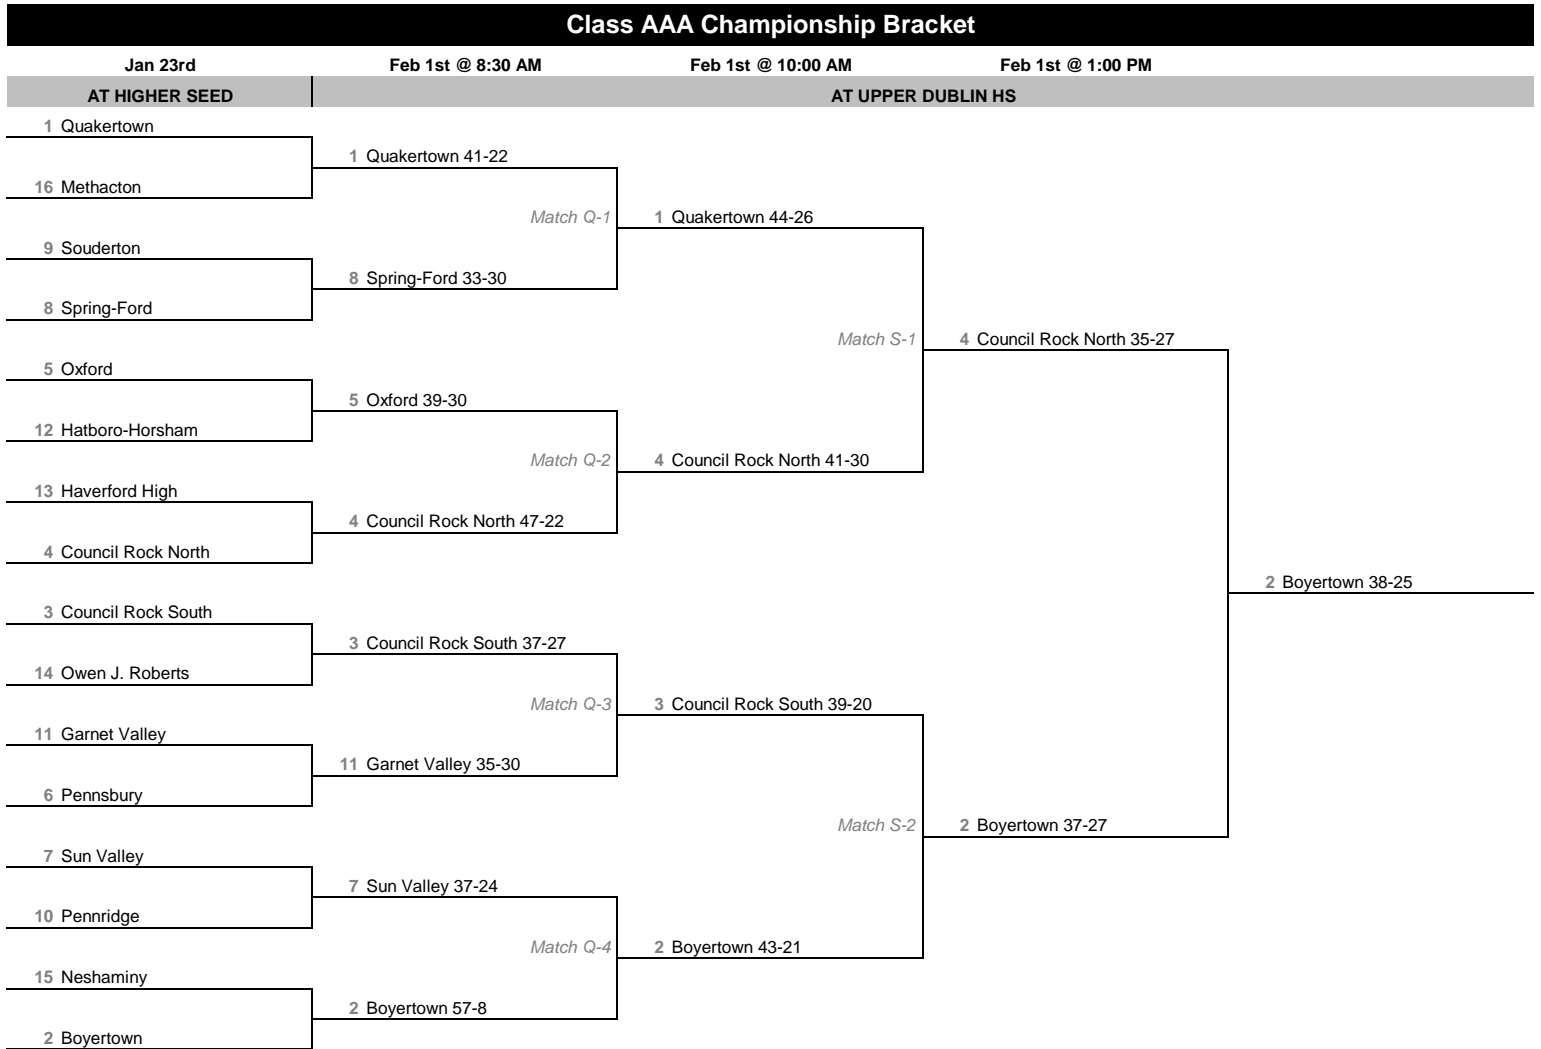 Class AAA Championship Bracket
Jan 23rd Feb 1st @ 8:30 AM Feb 1st @ 10:00 AM Feb 1st @ 1:00 PM
AT HIGHER SEED AT UPPER DUBLIN HS
1 Quakertown
1 Quakertown 41-22
16 Methacton
Match Q-1 1 Quakertown 44-26
9 Souderton
8 Spring-Ford 33-30
8 Spring-Ford
Match S-1 4 Council Rock North 35-27
5 Oxford
5 Oxford 39-30
12 Hatboro-Horsham
Match Q-2 4 Council Rock North 41-30
13 Haverford High
4 Council Rock North 47-22
4 Council Rock North
2 Boyertown 38-25
3 Council Rock South
3 Council Rock South 37-27
14 Owen J. Roberts
Match Q-3 3 Council Rock South 39-20
11 Garnet Valley
11 Garnet Valley 35-30
6 Pennsbury
Match S-2 2 Boyertown 37-27
7 Sun Valley
7 Sun Valley 37-24
10 Pennridge
Match Q-4 2 Boyertown 43-21
15 Neshaminy
2 Boyertown 57-8
2 Boyertown